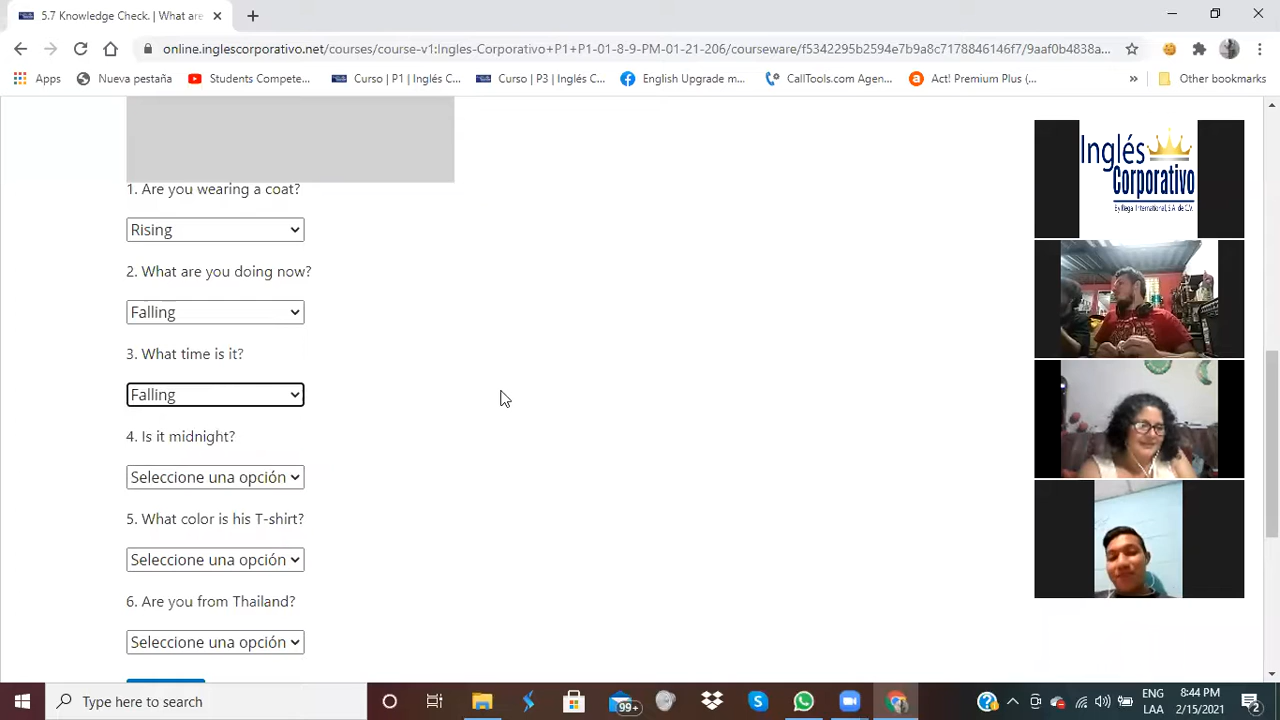 5.7 Knowledge Check. | What are
online.inglescorporativo.net/courses/course-v1:Ingles-Corporativo+P1+P1-01-8-9-PM-01-21-206/courseware/f5342295b2594e7b9a8c7178846146f7/9aaf0b4838a...
Apps
Nueva pestaña
Students Compete...
Curso | P1 | Inglés C...
Curso | P3 | Inglés C...
English Upgrade m...
CallTools.com Agen...
Act! Premium Plus (...
»
Other bookmarks
1. Are you wearing a coat?
Rising
2. What are you doing now?
Falling
3. What time is it?
Falling
4. Is it midnight?
Seleccione una opción
5. What color is his T-shirt?
Seleccione una opción
6. Are you from Thailand?
Seleccione una opción
Inglés
Corporativo
Type here to search
99+
ENG
LAA
8:44 PM
2/15/2021
2